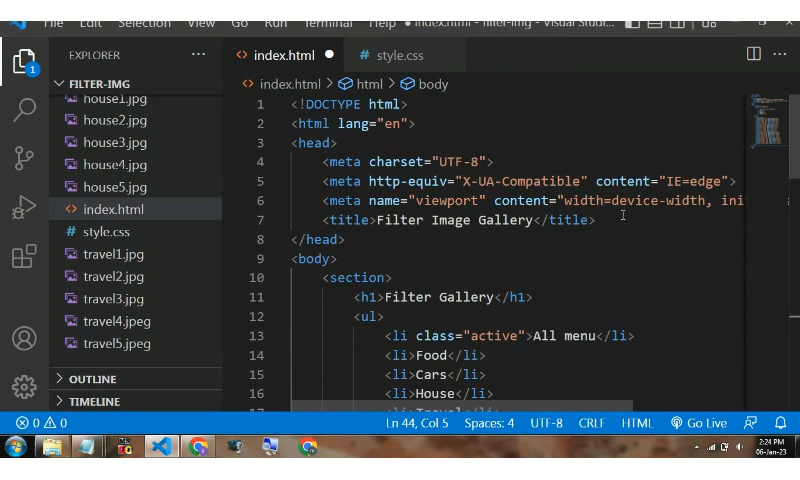 File Edit Selection View Go Run Terminal Help ● index.html - filter-img - Visual Studi...
EXPLORER ...
<> index.html ●
# style.css
FILTER-IMG
<> index.html > html > body
house1.jpg
house2.jpg
house3.jpg
house4.jpg
house5.jpg
<> index.html
# style.css
travel1.jpg
travel2.jpg
travel3.jpg
travel4.jpeg
travel5.jpeg
OUTLINE
TIMELINE
1
1 <!DOCTYPE html>
2 <html lang="en">
3 <head>
4 <meta charset="UTF-8">
5 <meta http-equiv="X-UA-Compatible" content="IE=edge">
6 <meta name="viewport" content="width=device-width, ini
7 <title>Filter Image Gallery</title>
8 </head>
9 <body>
10 <section>
11 <h1>Filter Gallery</h1>
12 <ul>
13 <li class="active">All menu</li>
14 <li>Food</li>
15 <li>Cars</li>
16 <li>House</li>
17 <li>Travel</li>
0 0 Ln 44, Col 5 Spaces: 4 UTF-8 CRLF HTML Go Live
2:24 PM
06-Jan-23